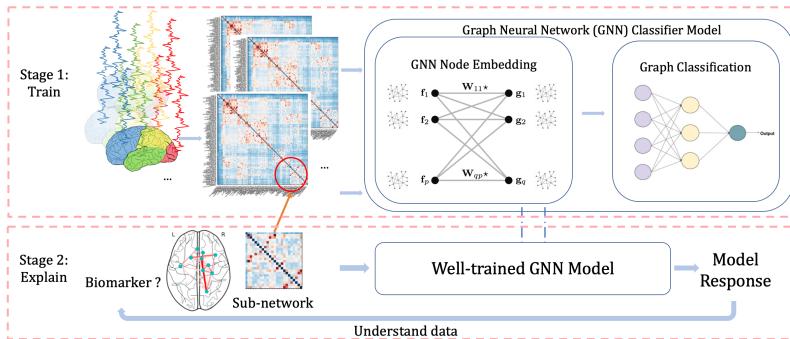 Graph Neural Network (GNN) Classifier Model
Stage 1:
Train
...
...
GNN Node Embedding
f1 W11★ g1
f2 g2
fp Wqp★ gq
Graph Classification
Output
Stage 2:
Explain
Biomarker ?
L R
Sub-network
Well-trained GNN Model
Model
Response
Understand data